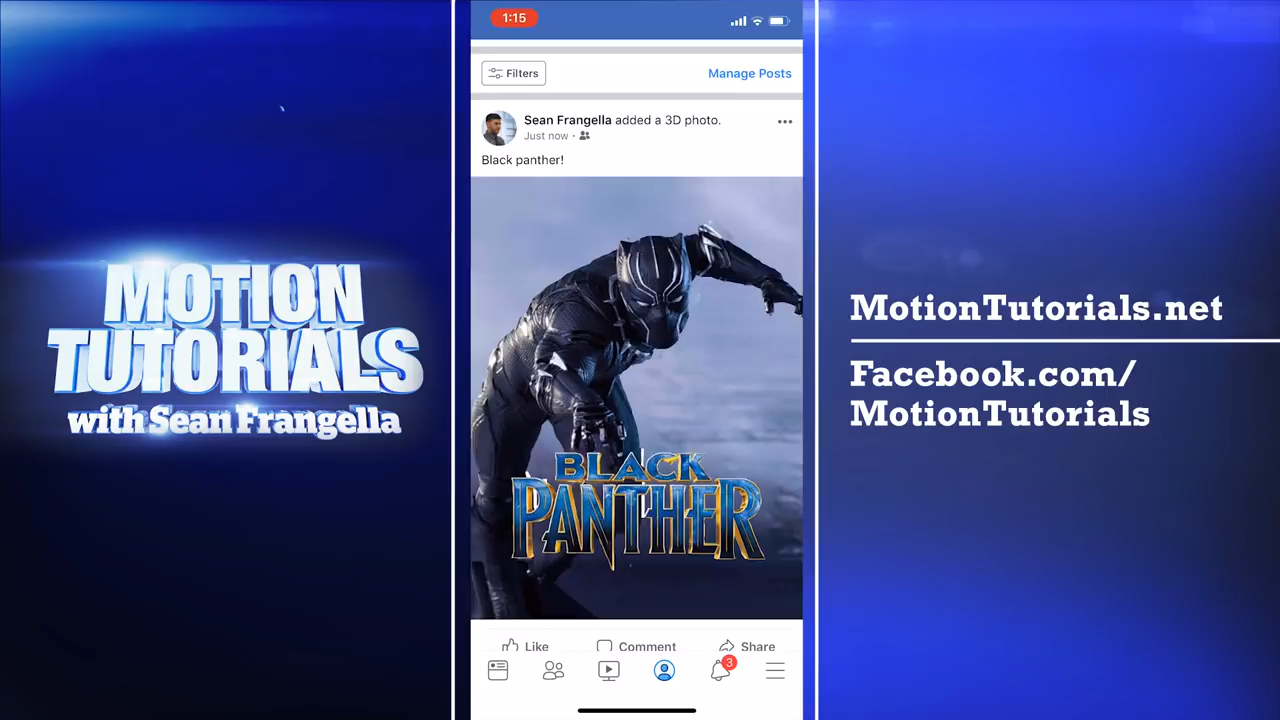 1:15
Filters
Manage Posts
Sean Frangella added a 3D photo.
Just now
Black panther!
BLACK
PANTHER
Like
Comment
Share
3
MOTION
TUTORIALS
with Sean Frangella
MotionTutorials.net
Facebook.com/
MotionTutorials